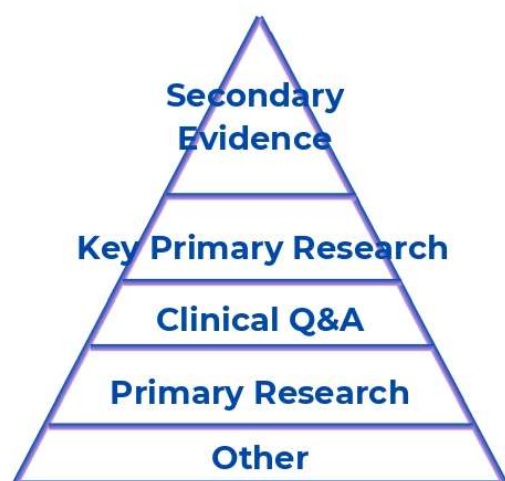 Secondary
Evidence
Key Primary Research
Clinical Q&A
Primary Research
Other